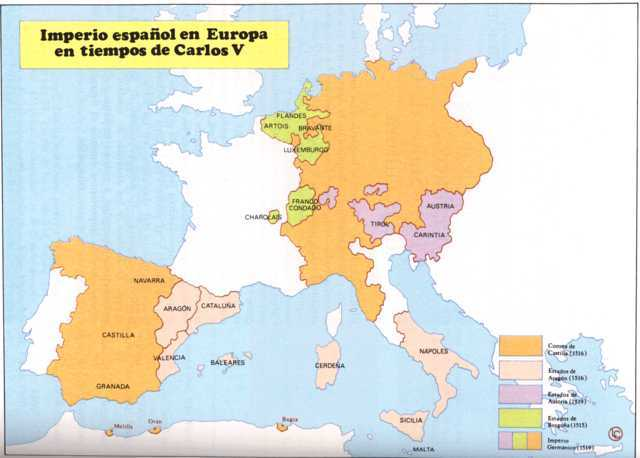 Imperio español en Europa
en tiempos de Carlos V
FLANDES
ARTOIS
BRAVANTE
LUXEMBURGO
FRANCO
CONDADO
CHAROLAIS
AUSTRIA
TIROL
CARINTIA
NAVARRA
ARAGÓN
CATALUÑA
CASTILLA
VALENCIA
BALEARES
CERDEÑA
NAPOLES
GRANADA
SICILIA
MALTA
Melilla
Orán
Bugía
Corona de
Castilla (1516)
Estados de
Aragón (1516)
Estados de
Austria (1519)
Estados de
Borgoña (1515)
Imperio
Germánico (1519)